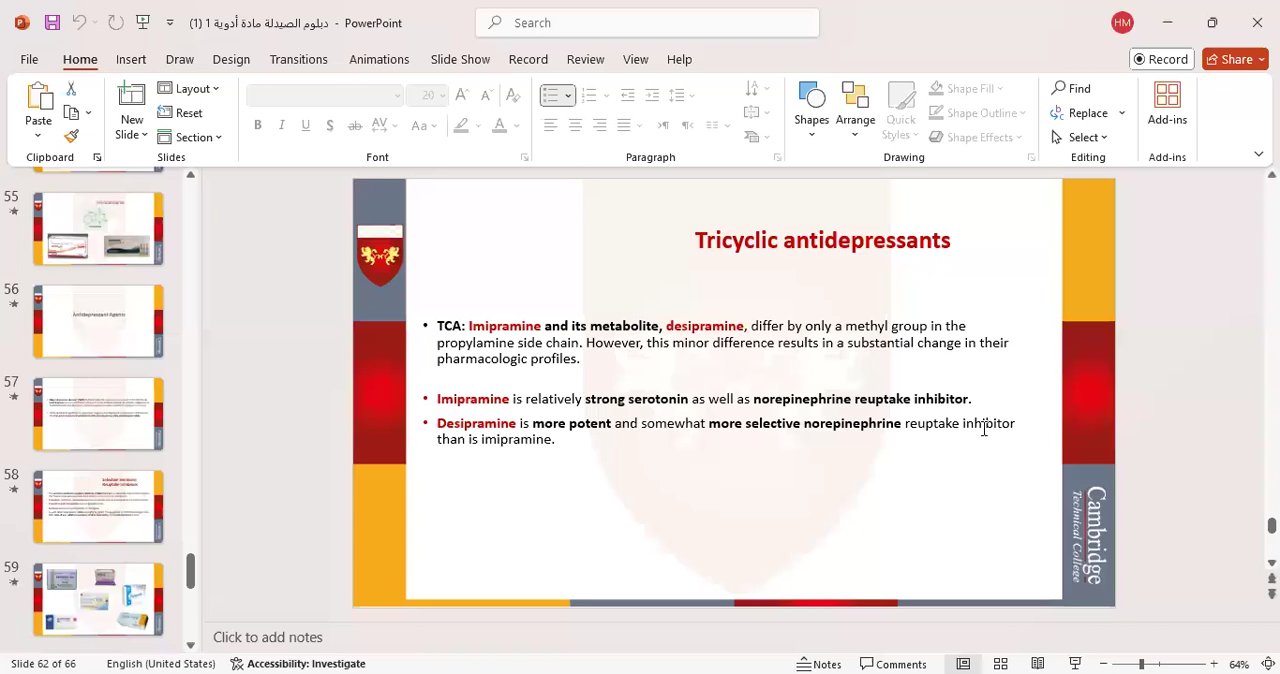 دبلوم الصيدلة مادة أدوية 1 (1) - PowerPoint
Search
HM
File Home Insert Draw Design Transitions Animations Slide Show Record Review View Help
Record Share
Paste
Clipboard
New Slide
Layout
Reset
Section
Slides
20
Font
Paragraph
Shapes
Arrange
Quick Styles
Shape Fill
Shape Outline
Shape Effects
Drawing
Find
Replace
Select
Editing
Add-ins
Add-ins
55
56
Antidepressant Agents
57
58
59
Tricyclic antidepressants
• TCA: Imipramine and its metabolite, desipramine, differ by only a methyl group in the
propylamine side chain. However, this minor difference results in a substantial change in their
pharmacologic profiles.
• Imipramine is relatively strong serotonin as well as norepinephrine reuptake inhibitor.
• Desipramine is more potent and somewhat more selective norepinephrine reuptake inhibitor
than is imipramine.
Cambridge
Technical College
Click to add notes
Slide 62 of 66 English (United States) Accessibility: Investigate Notes Comments 64%